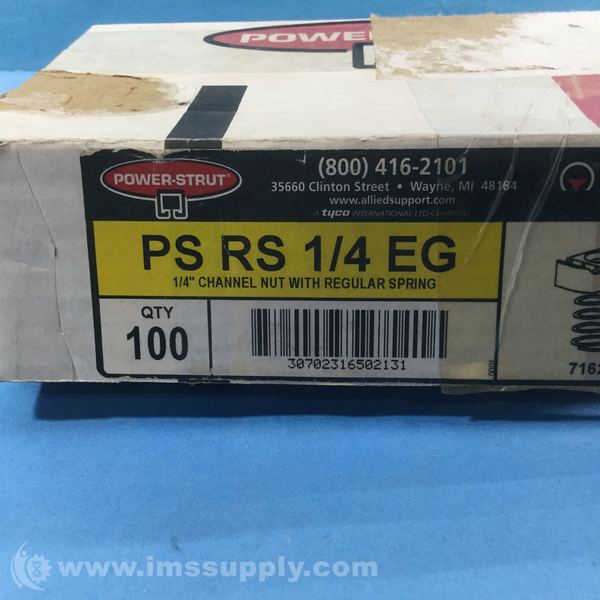 POWER-S
POWER-STRUT®
(800) 416-2101
35660 Clinton Street • Wayne, MI 48184
www.alliedsupport.com
A tyco INTERNATIONAL LTD COMPANY
PS RS 1/4 EG
1/4" CHANNEL NUT WITH REGULAR SPRING
QTY
100
30702316502131
7162
www.imssupply.com